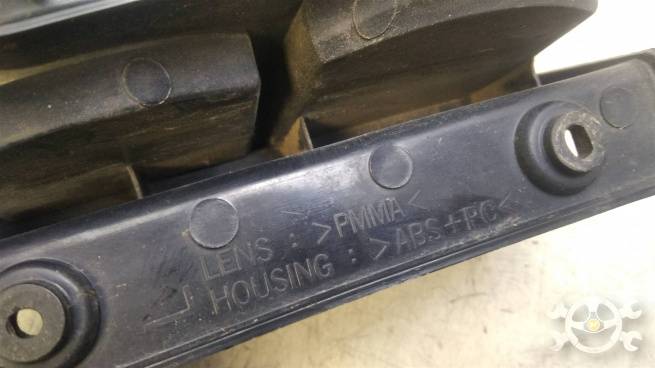 LENS : >PMMA<
HOUSING : >ABS+PC<